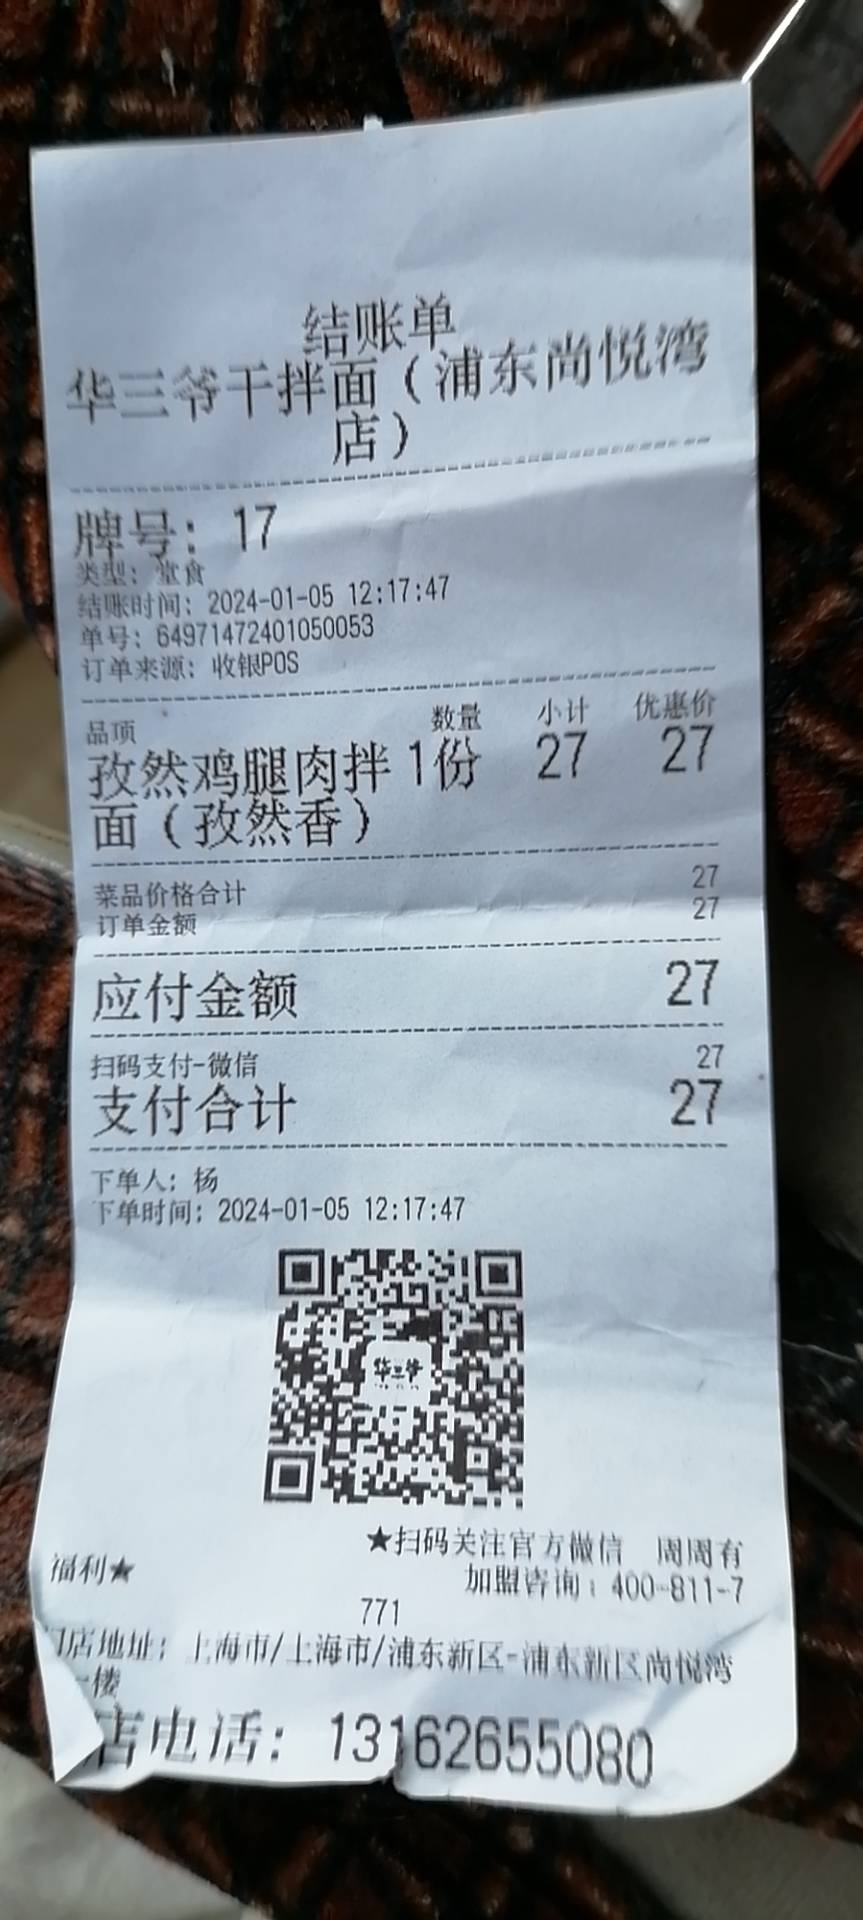 结账单
华三爷干拌面（浦东尚悦湾
店）
牌号：17
类型：堂食
结账时间：2024-01-05 12:17:47
单号：64971472401050053
订单来源：收银POS
品项 数量 小计 优惠价
孜然鸡腿肉拌 1份 27 27
面（孜然香）
菜品价格合计 27
订单金额 27
应付金额 27
扫码支付-微信 27
支付合计 27
下单人：杨
下单时间：2024-01-05 12:17:47
华三爷
★扫码关注官方微信 周周有
福利★
加盟咨询：400-811-7
771
门店地址：上海市/上海市/浦东新区-浦东新区尚悦湾
一楼
店电话：13162655080